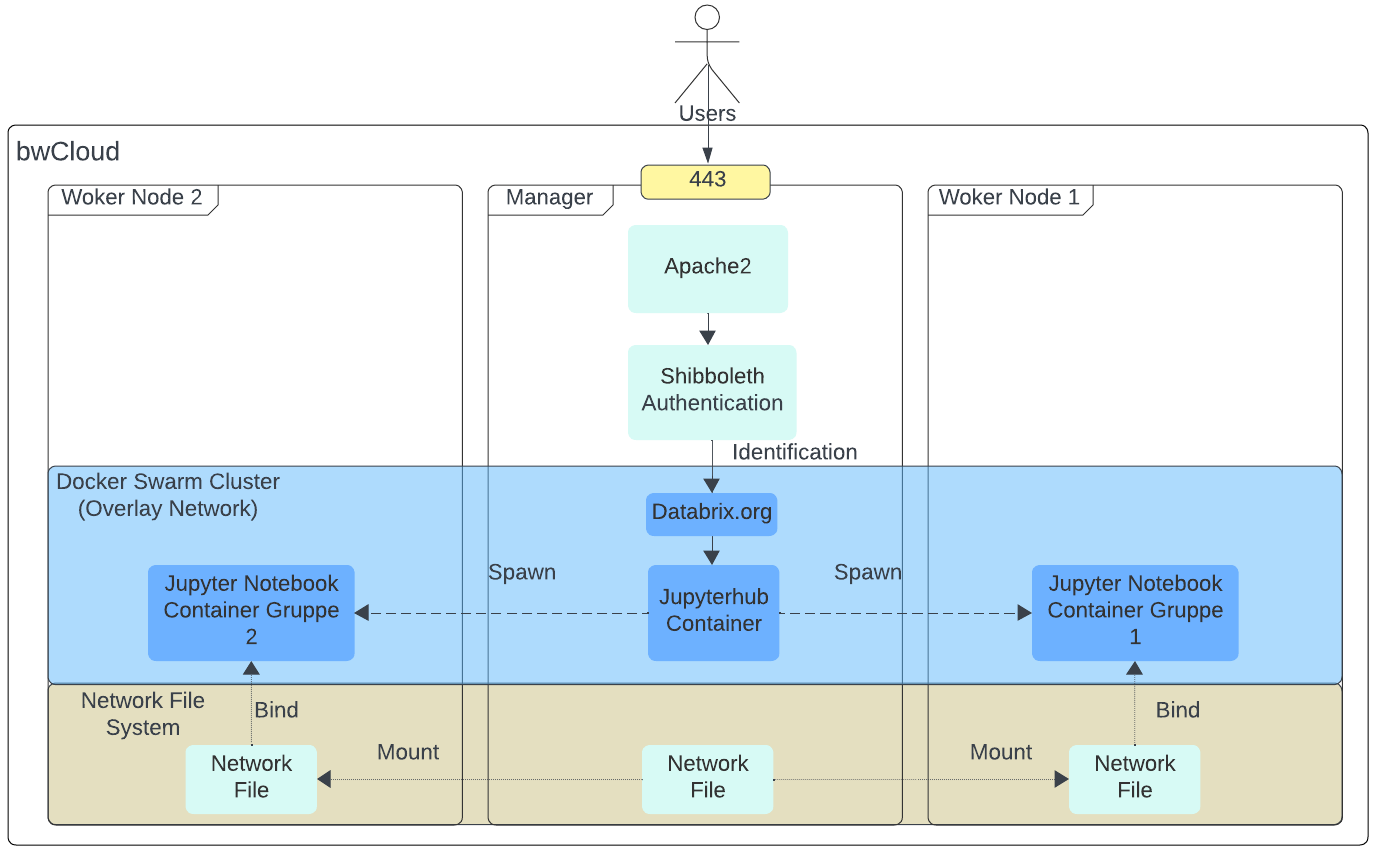 Users
bwCloud
443
Woker Node 2
Manager
Woker Node 1
Apache2
Shibboleth
Authentication
Identification
Docker Swarm Cluster
(Overlay Network)
Databrix.org
Spawn
Spawn
Jupyter Notebook
Container Gruppe
2
Jupyterhub
Container
Jupyter Notebook
Container Gruppe
1
Network File
System
Bind
Bind
Mount
Mount
Network
File
Network
File
Network
File